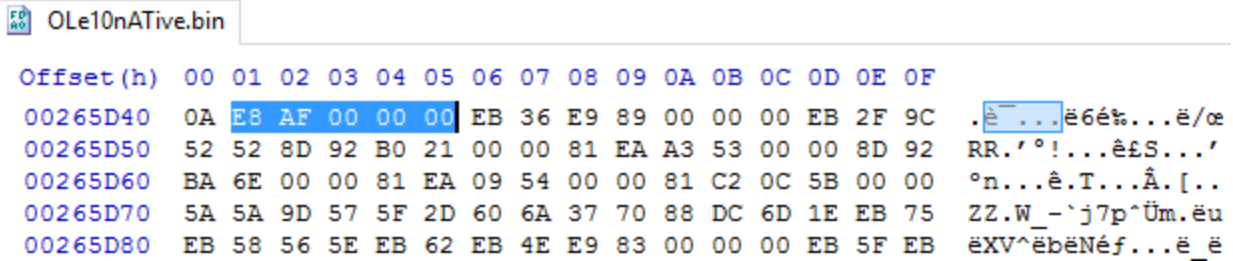 OLe10nATive.bin
Offset(h) 00 01 02 03 04 05 06 07 08 09 0A 0B 0C 0D 0E 0F
00265D40 0A E8 AF 00 00 00 EB 36 E9 89 00 00 00 EB 2F 9C .è¯...ë6é‰...ë/œ
00265D50 52 52 8D 92 B0 21 00 00 81 EA A3 53 00 00 8D 92 RR.’°!...ê£S...’
00265D60 BA 6E 00 00 81 EA 09 54 00 00 81 C2 0C 5B 00 00 ºn...ê.T...Â.[..
00265D70 5A 5A 9D 57 5F 2D 60 6A 37 70 88 DC 6D 1E EB 75 ZZ.W_-`j7pˆÜm.ëu
00265D80 EB 58 56 5E EB 62 EB 4E E9 83 00 00 00 EB 5F EB ëXV^ëbëNéƒ...ë_ë